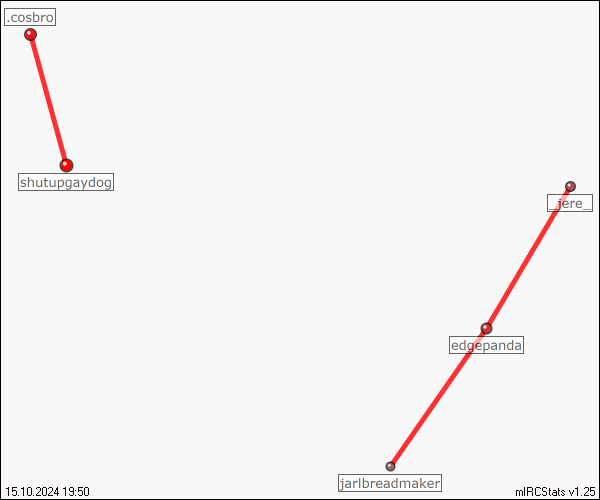 .cosbro
shutupgaydog
_jere_
edgepanda
jarlbreadmaker
15.10.2024 19:50
mIRCStats v1.25